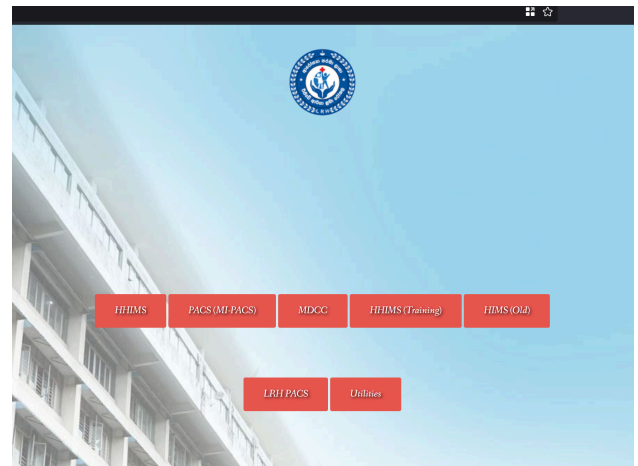 L R H
HHIMS
PACS (MI-PACS)
MDCC
HHIMS (Training)
HIMS (Old)
LRH PACS
Utilities